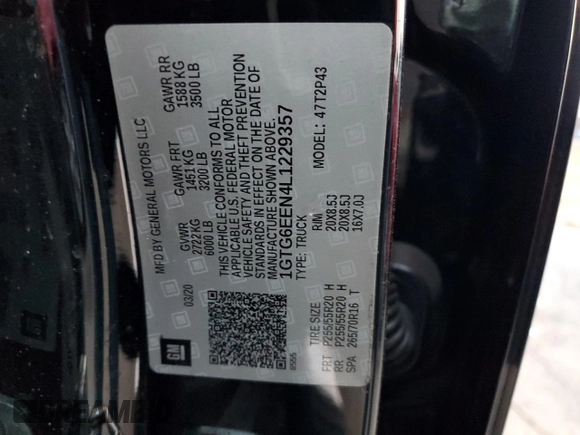 MFD BY GENERAL MOTORS LLC
03/20
GVWR
2722 KG
6000 LB
GAWR FRT
1451 KG
3200 LB
GAWR RR
1588 KG
3500 LB
THIS VEHICLE CONFORMS TO ALL
APPLICABLE U.S. FEDERAL MOTOR
VEHICLE SAFETY AND THEFT PREVENTION
STANDARDS IN EFFECT ON THE DATE OF
MANUFACTURE SHOWN ABOVE.
1GTG6EEN4L1229357
TYPE: TRUCK
MODEL: 47T2P43
GM
TIRE SIZE RIM
FRT P255/55R20 H 20X8.5J
RR P255/55R20 H 20X8.5J
SPA 265/70R16 T 16X7.0J